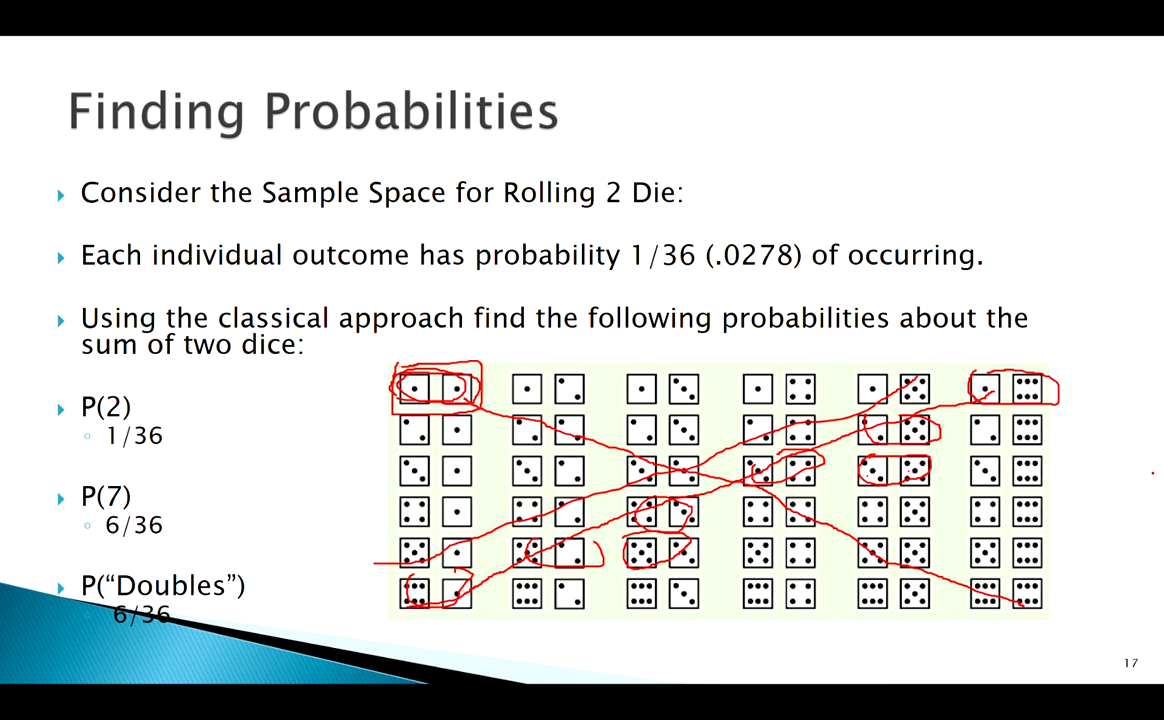 Finding Probabilities
Consider the Sample Space for Rolling 2 Die:
Each individual outcome has probability 1/36 (.0278) of occurring.
Using the classical approach find the following probabilities about the
sum of two dice:
P(2)
1/36
P(7)
6/36
P(“Doubles”)
6/36
17